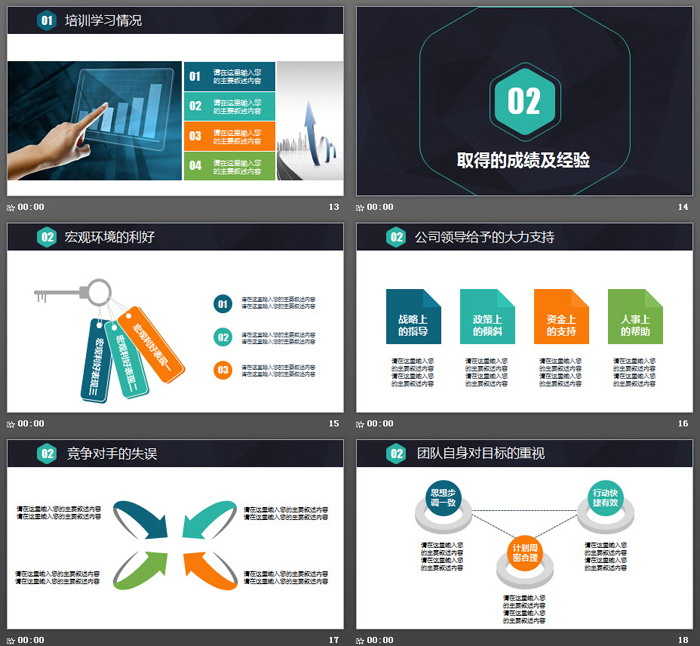 01 培训学习情况
01 请在这里输入您
的主要叙述内容
02 请在这里输入您
的主要叙述内容
03 请在这里输入您
的主要叙述内容
04 请在这里输入您
的主要叙述内容
00:00 13
02
取得的成绩及经验
00:00 14
02 宏观环境的利好
宏观利好表现三
宏观利好表现二
宏观利好表现一
01 请在这里输入您的主要叙述内容
请在这里输入您的主要叙述内容
02 请在这里输入您的主要叙述内容
请在这里输入您的主要叙述内容
03 请在这里输入您的主要叙述内容
请在这里输入您的主要叙述内容
00:00 15
02 公司领导给予的大力支持
战略上
的指导
政策上
的倾斜
资金上
的支持
人事上
的帮助
请在这里输入您
的主要叙述内容
请在这里输入您
的主要叙述内容
请在这里输入您
的主要叙述内容
请在这里输入您
的主要叙述内容
请在这里输入您
的主要叙述内容
请在这里输入您
的主要叙述内容
请在这里输入您
的主要叙述内容
请在这里输入您
的主要叙述内容
00:00 16
02 竞争对手的失误
请在这里输入您的主要叙述内容
请在这里输入您的主要叙述内容
请在这里输入您的主要叙述内容
请在这里输入您的主要叙述内容
请在这里输入您的主要叙述内容
请在这里输入您的主要叙述内容
请在这里输入您的主要叙述内容
请在这里输入您的主要叙述内容
00:00 17
02 团队自身对目标的重视
思想步
调一致
行动快
捷有效
计划周
密合理
请在这里输入您
的主要叙述内容
请在这里输入您
的主要叙述内容
请在这里输入您
的主要叙述内容
请在这里输入您
的主要叙述内容
请在这里输入您
的主要叙述内容
请在这里输入您
的主要叙述内容
00:00 18